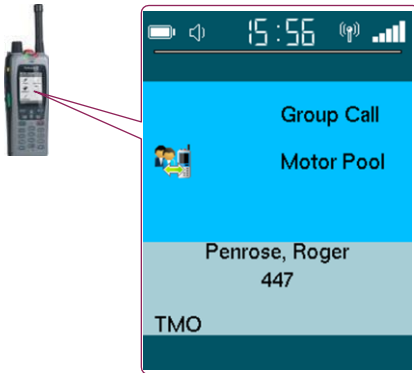 15:56
Group Call
Motor Pool
Penrose, Roger
447
TMO